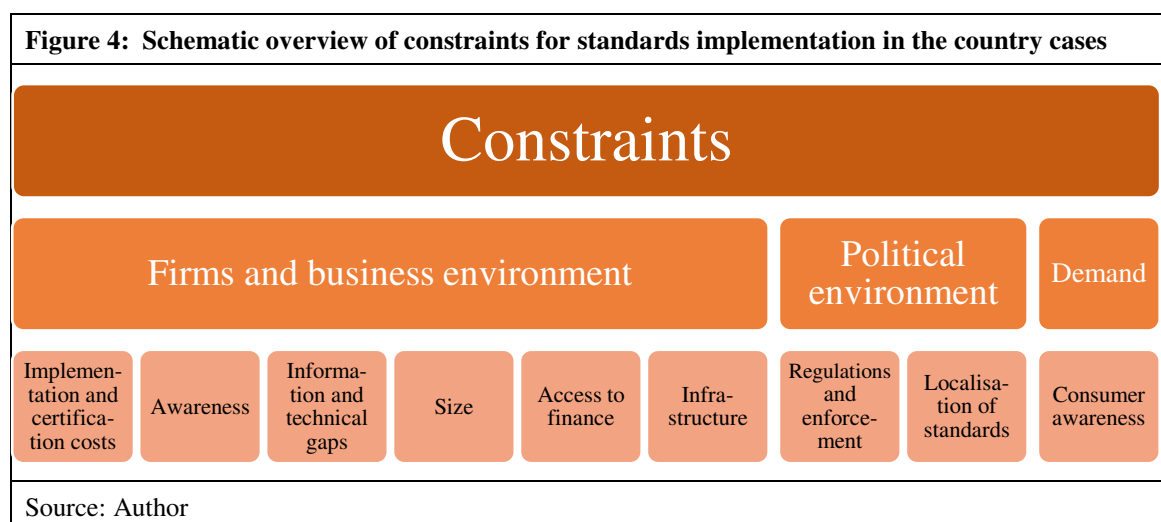 Figure 4: Schematic overview of constraints for standards implementation in the country cases
Constraints
Firms and business environment
Political
environment
Demand
Implemen-
tation and
certifica-
tion costs
Awareness
Informa-
tion and
technical
gaps
Size
Access to
finance
Infra-
structure
Regulations
and
enforce-
ment
Localisa-
tion of
standards
Consumer
awareness
Source: Author